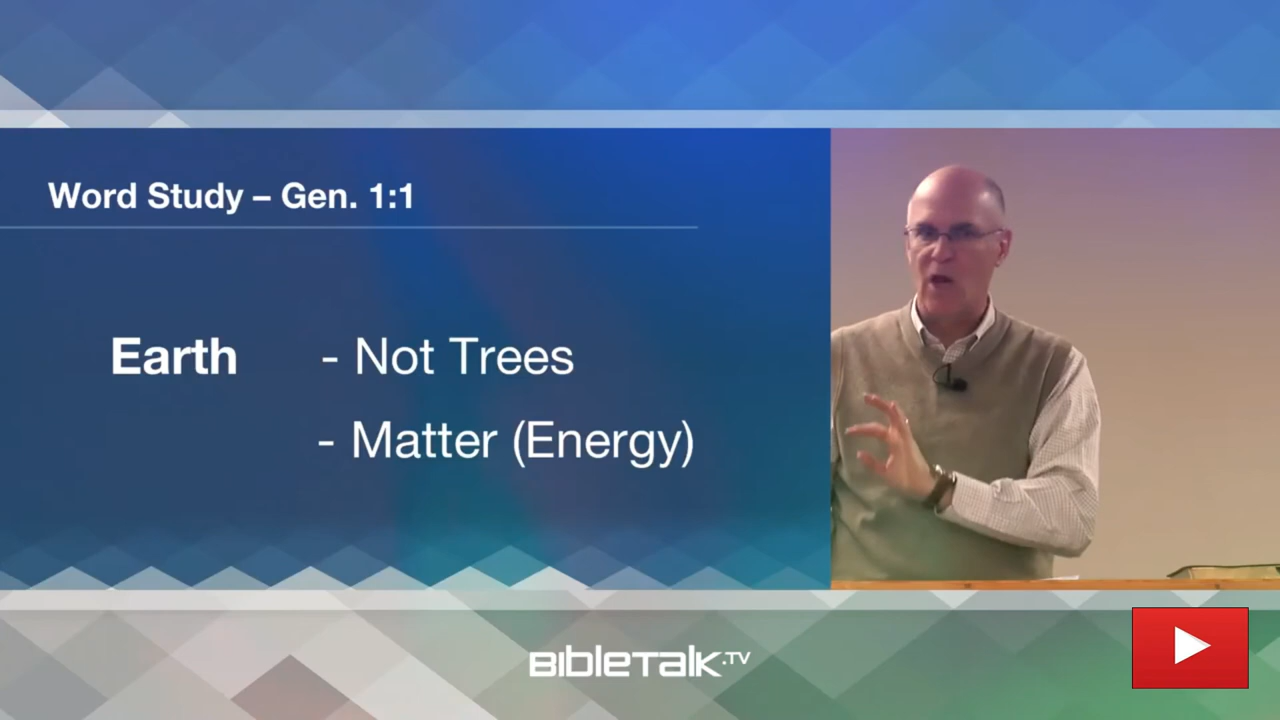 Word Study – Gen. 1:1
Earth - Not Trees
- Matter (Energy)
BibleTalk.TV